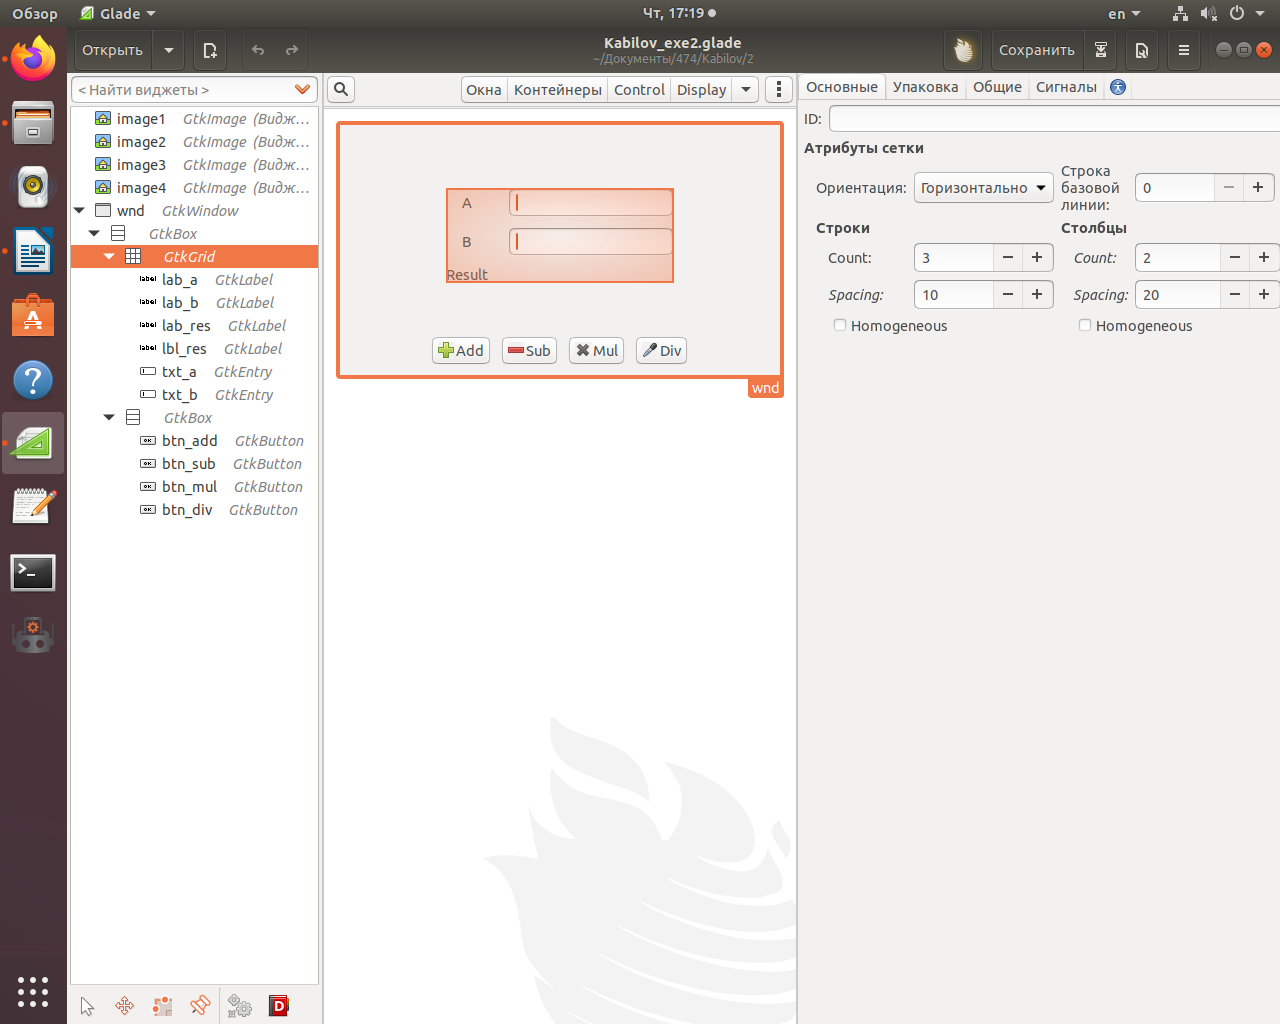 Обзор
Glade
Чт, 17:19
en
Открыть
Kabilov_exe2.glade
~/Документы/474/Kabilov/2
Сохранить
< Найти виджеты >
Окна
Контейнеры
Control
Display
Основные
Упаковка
Общие
Сигналы
image1 GtkImage (Видж…
image2 GtkImage (Видж…
image3 GtkImage (Видж…
image4 GtkImage (Видж…
wnd GtkWindow
GtkBox
GtkGrid
lab_a GtkLabel
lab_b GtkLabel
lab_res GtkLabel
lbl_res GtkLabel
txt_a GtkEntry
txt_b GtkEntry
GtkBox
btn_add GtkButton
btn_sub GtkButton
btn_mul GtkButton
btn_div GtkButton
A
B
Result
Add
Sub
Mul
Div
wnd
ID:
Атрибуты сетки
Ориентация:
Горизонтально
Строка
базовой
линии:
0
Строки
Столбцы
Count:
3
Count:
2
Spacing:
10
Spacing:
20
Homogeneous
Homogeneous